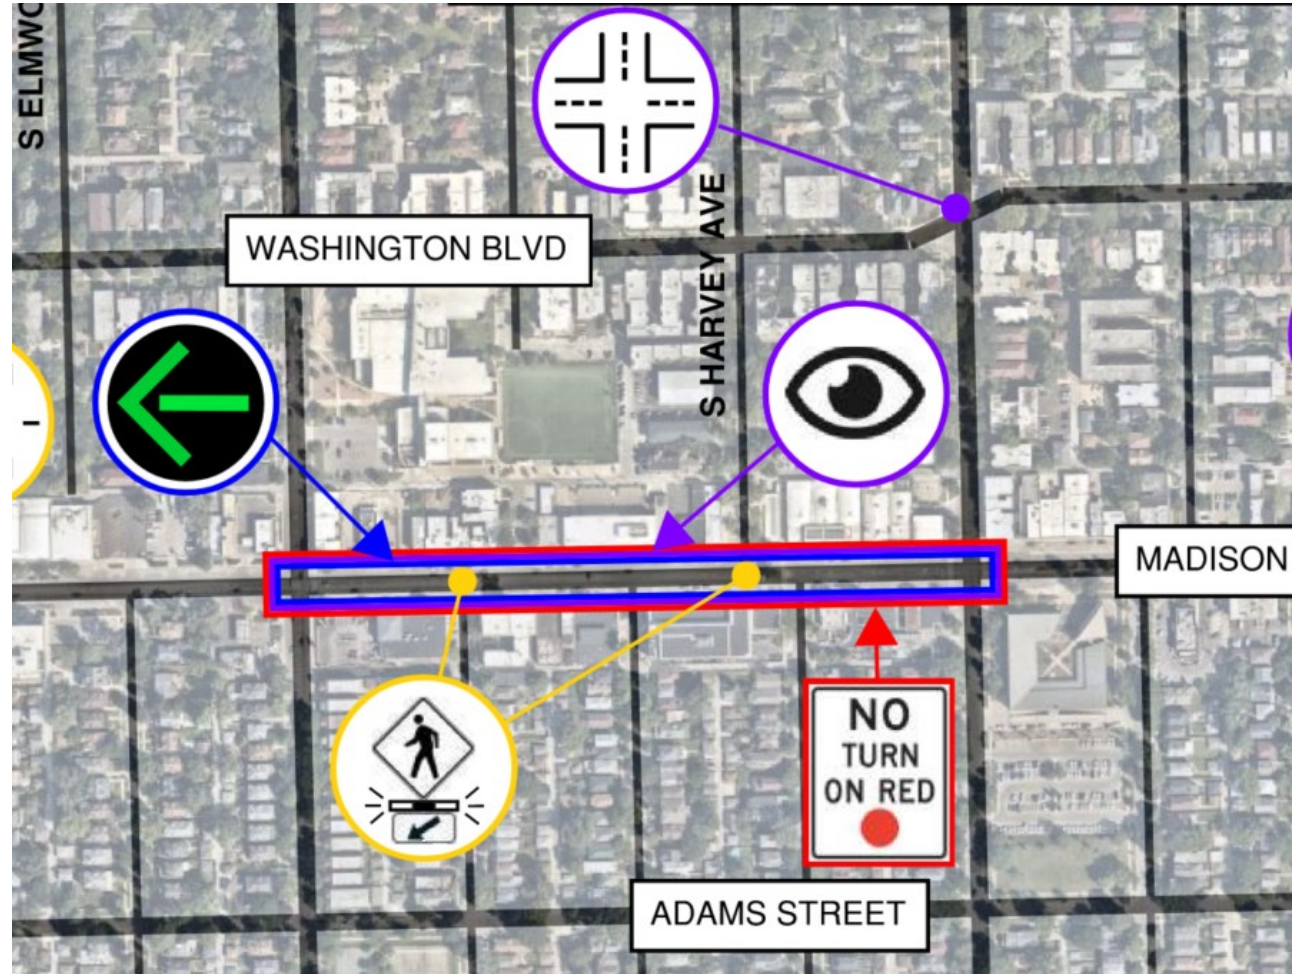 S ELMWO
WASHINGTON BLVD
S HARVEY AVE
MADISON
NO
TURN
ON RED
ADAMS STREET